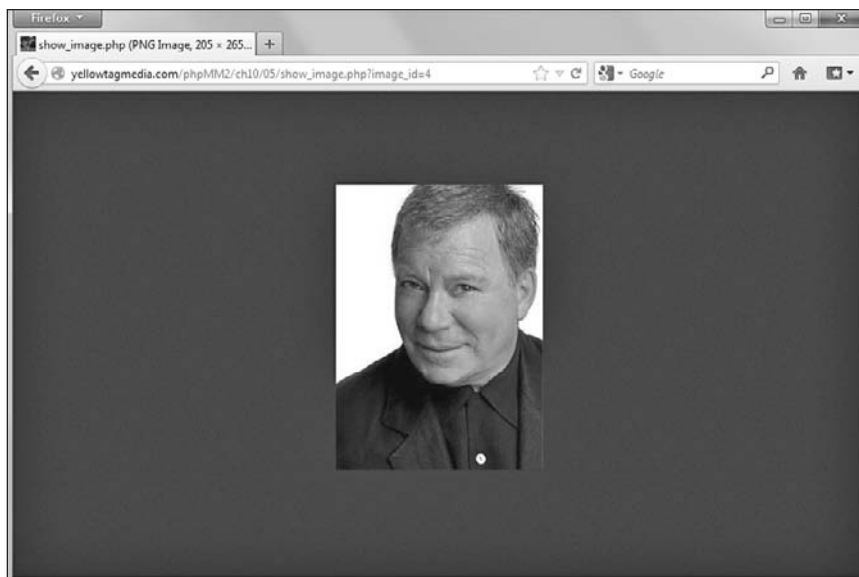 Firefox
show_image.php (PNG Image, 205 × 265...
yellowtagmedia.com/phpMM2/ch10/05/show_image.php?image_id=4
Google